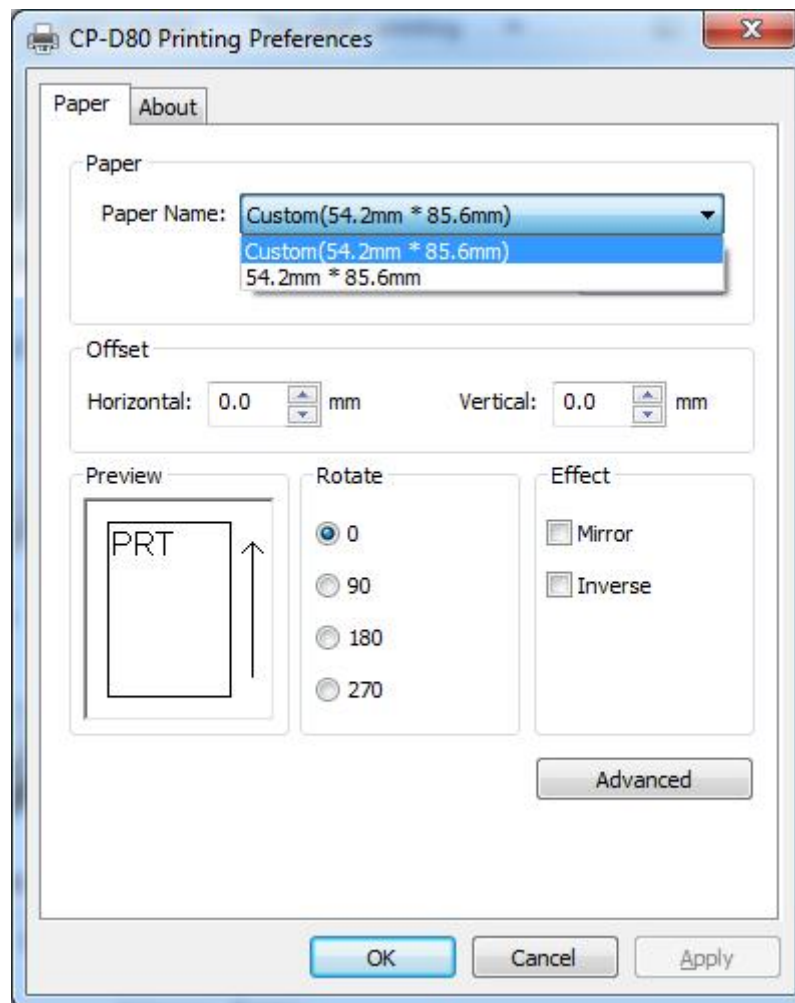 CP-D80 Printing Preferences
Paper About
Paper
Paper Name: Custom(54.2mm * 85.6mm)
Custom(54.2mm * 85.6mm)
54.2mm * 85.6mm
Offset
Horizontal: 0.0 mm Vertical: 0.0 mm
Preview Rotate Effect
PRT
0 Mirror
90 Inverse
180
270
Advanced
OK Cancel Apply